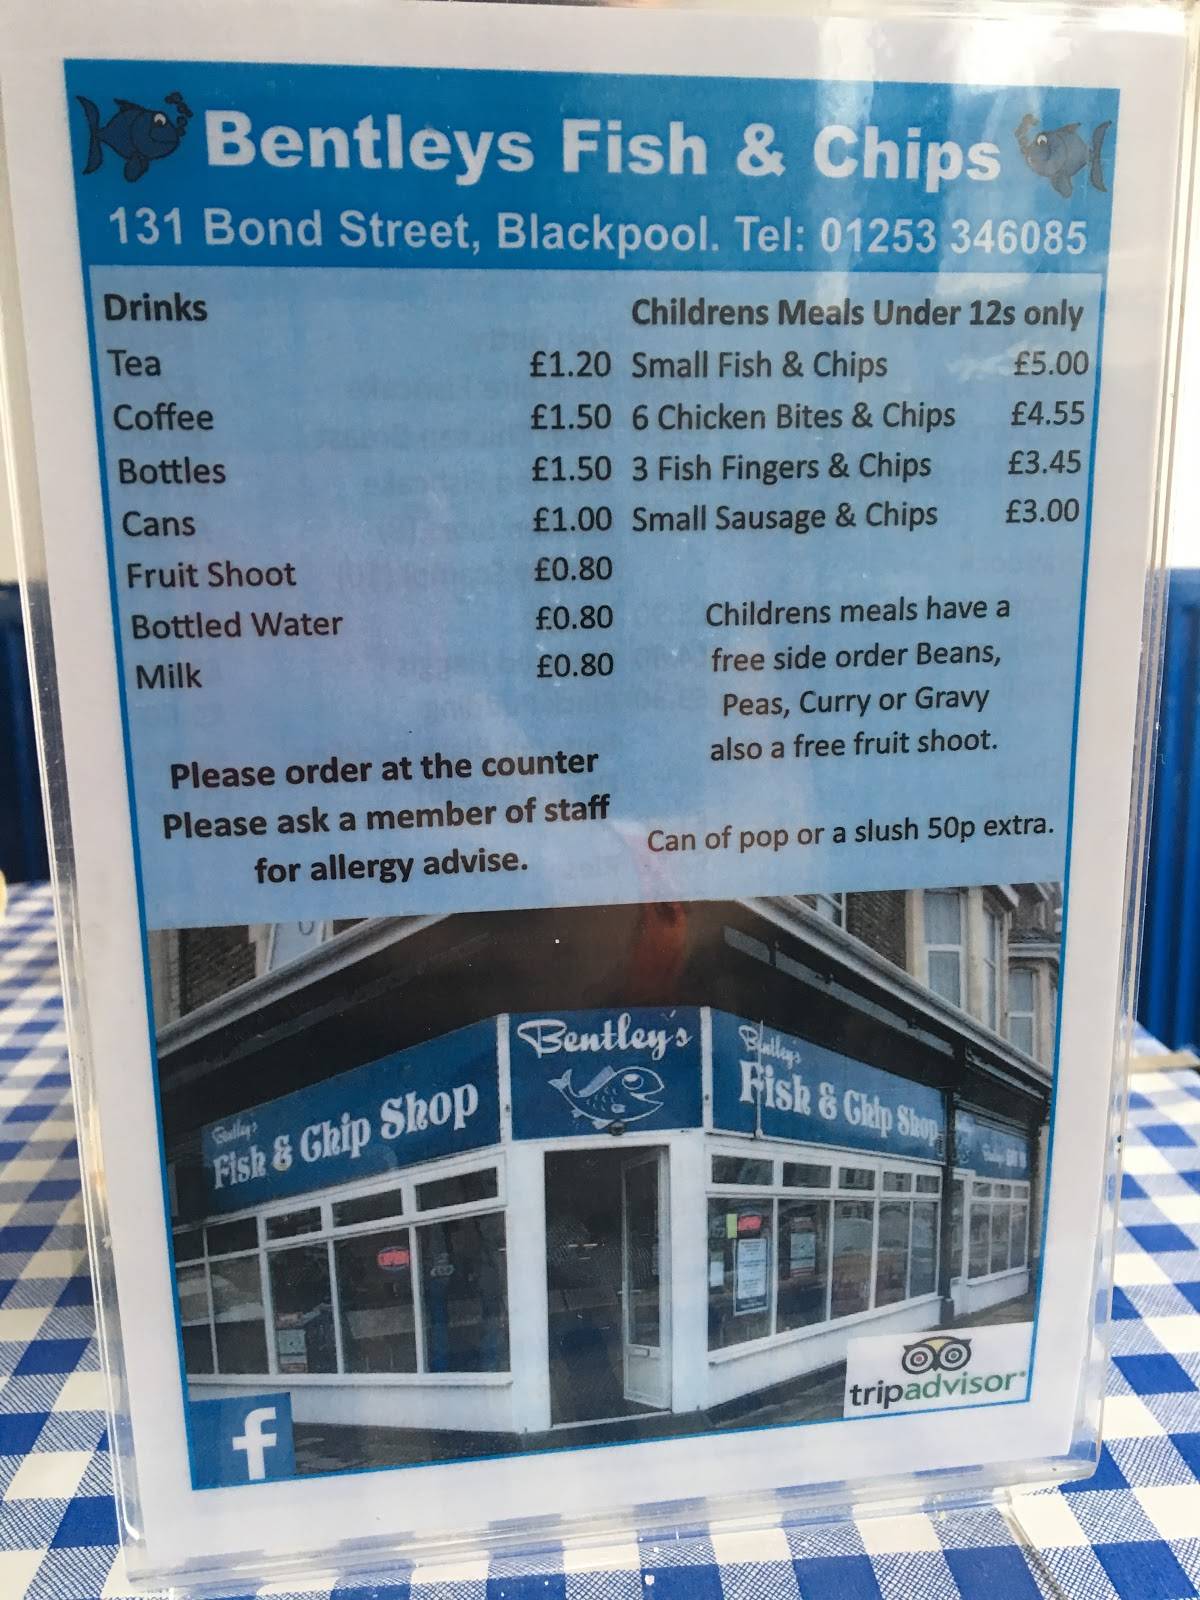 Bentleys Fish & Chips
131 Bond Street, Blackpool. Tel: 01253 346085
Drinks
Tea £1.20
Coffee £1.50
Bottles £1.50
Cans £1.00
Fruit Shoot £0.80
Bottled Water £0.80
Milk £0.80
Please order at the counter
Please ask a member of staff
for allergy advise.
Childrens Meals Under 12s only
Small Fish & Chips £5.00
6 Chicken Bites & Chips £4.55
3 Fish Fingers & Chips £3.45
Small Sausage & Chips £3.00
Childrens meals have a
free side order Beans,
Peas, Curry or Gravy
also a free fruit shoot.
Can of pop or a slush 50p extra.
Bentley's
Fish & Chip Shop
Bentley's
Bentley's
Fish & Chip Shop
f
tripadvisor®